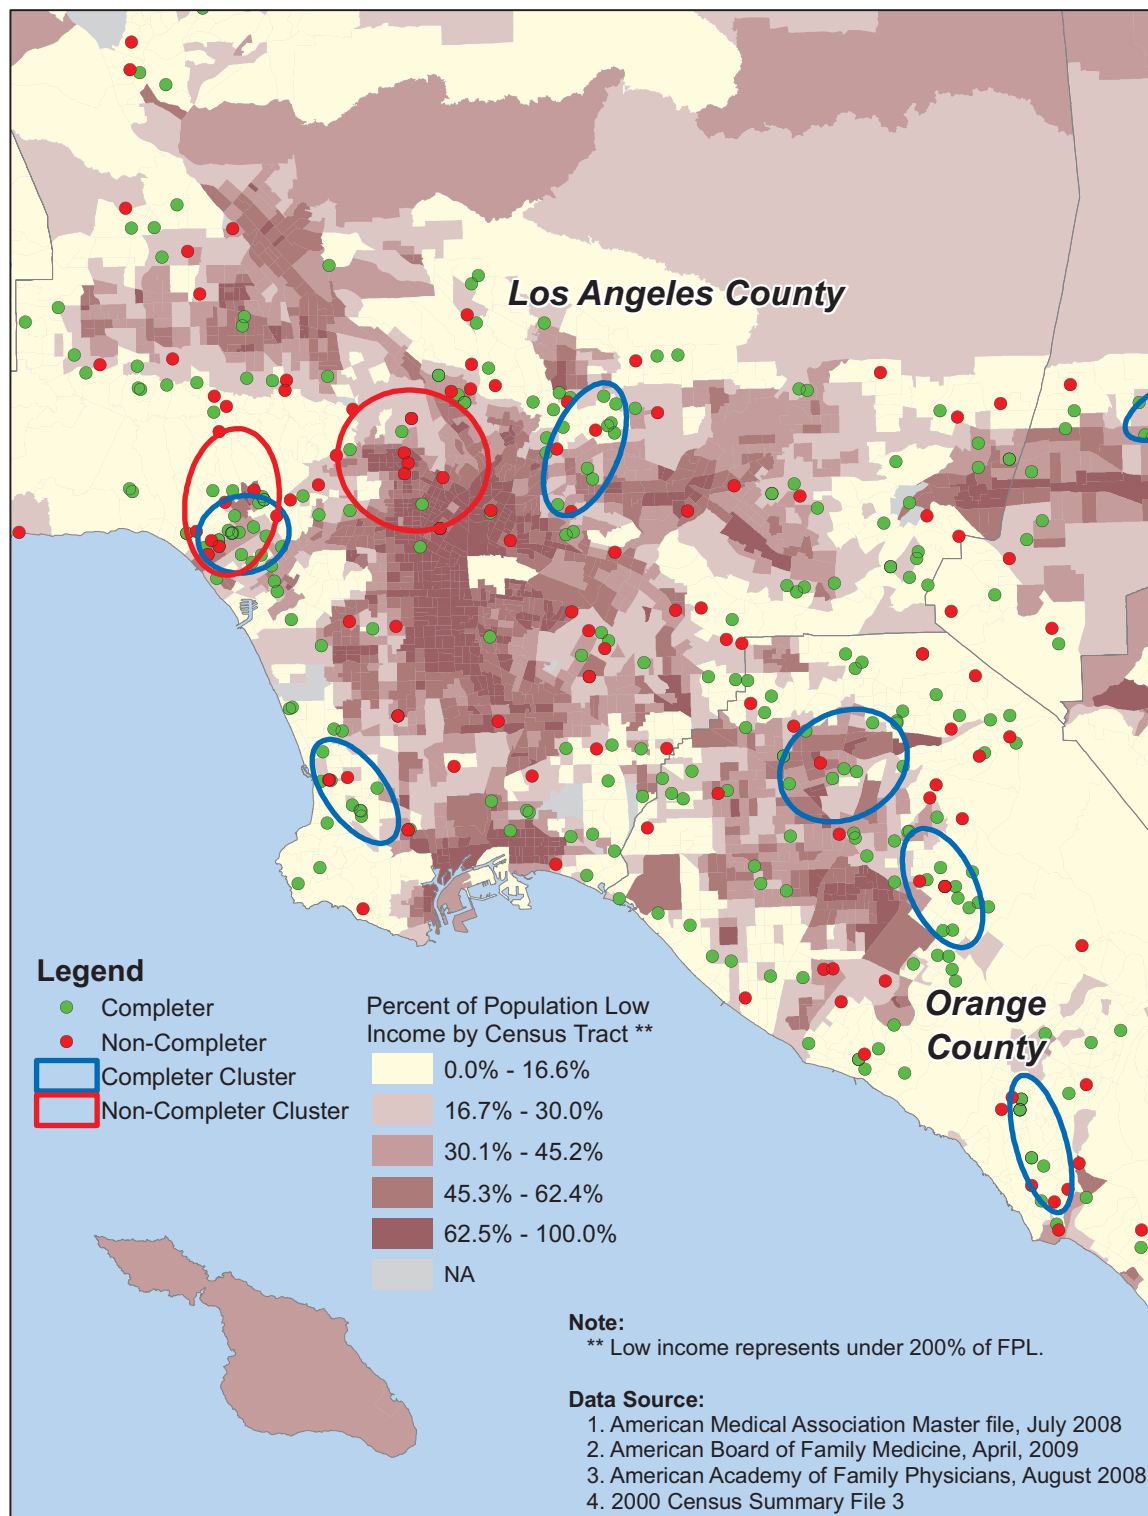 Los Angeles County
Orange
County
Legend
Completer
Non-Completer
Completer Cluster
Non-Completer Cluster
Percent of Population Low
Income by Census Tract **
0.0% - 16.6%
16.7% - 30.0%
30.1% - 45.2%
45.3% - 62.4%
62.5% - 100.0%
NA
Note:
** Low income represents under 200% of FPL.
Data Source:
1. American Medical Association Master file, July 2008
2. American Board of Family Medicine, April, 2009
3. American Academy of Family Physicians, August 2008
4. 2000 Census Summary File 3